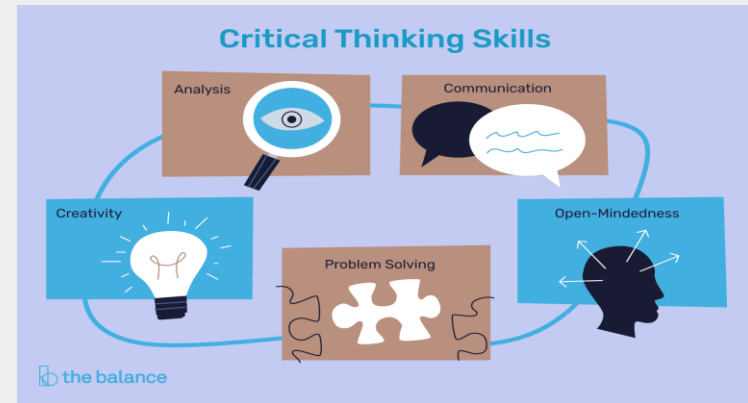 Critical Thinking Skills
Analysis
Communication
Creativity
Open-Mindedness
Problem Solving
the balance